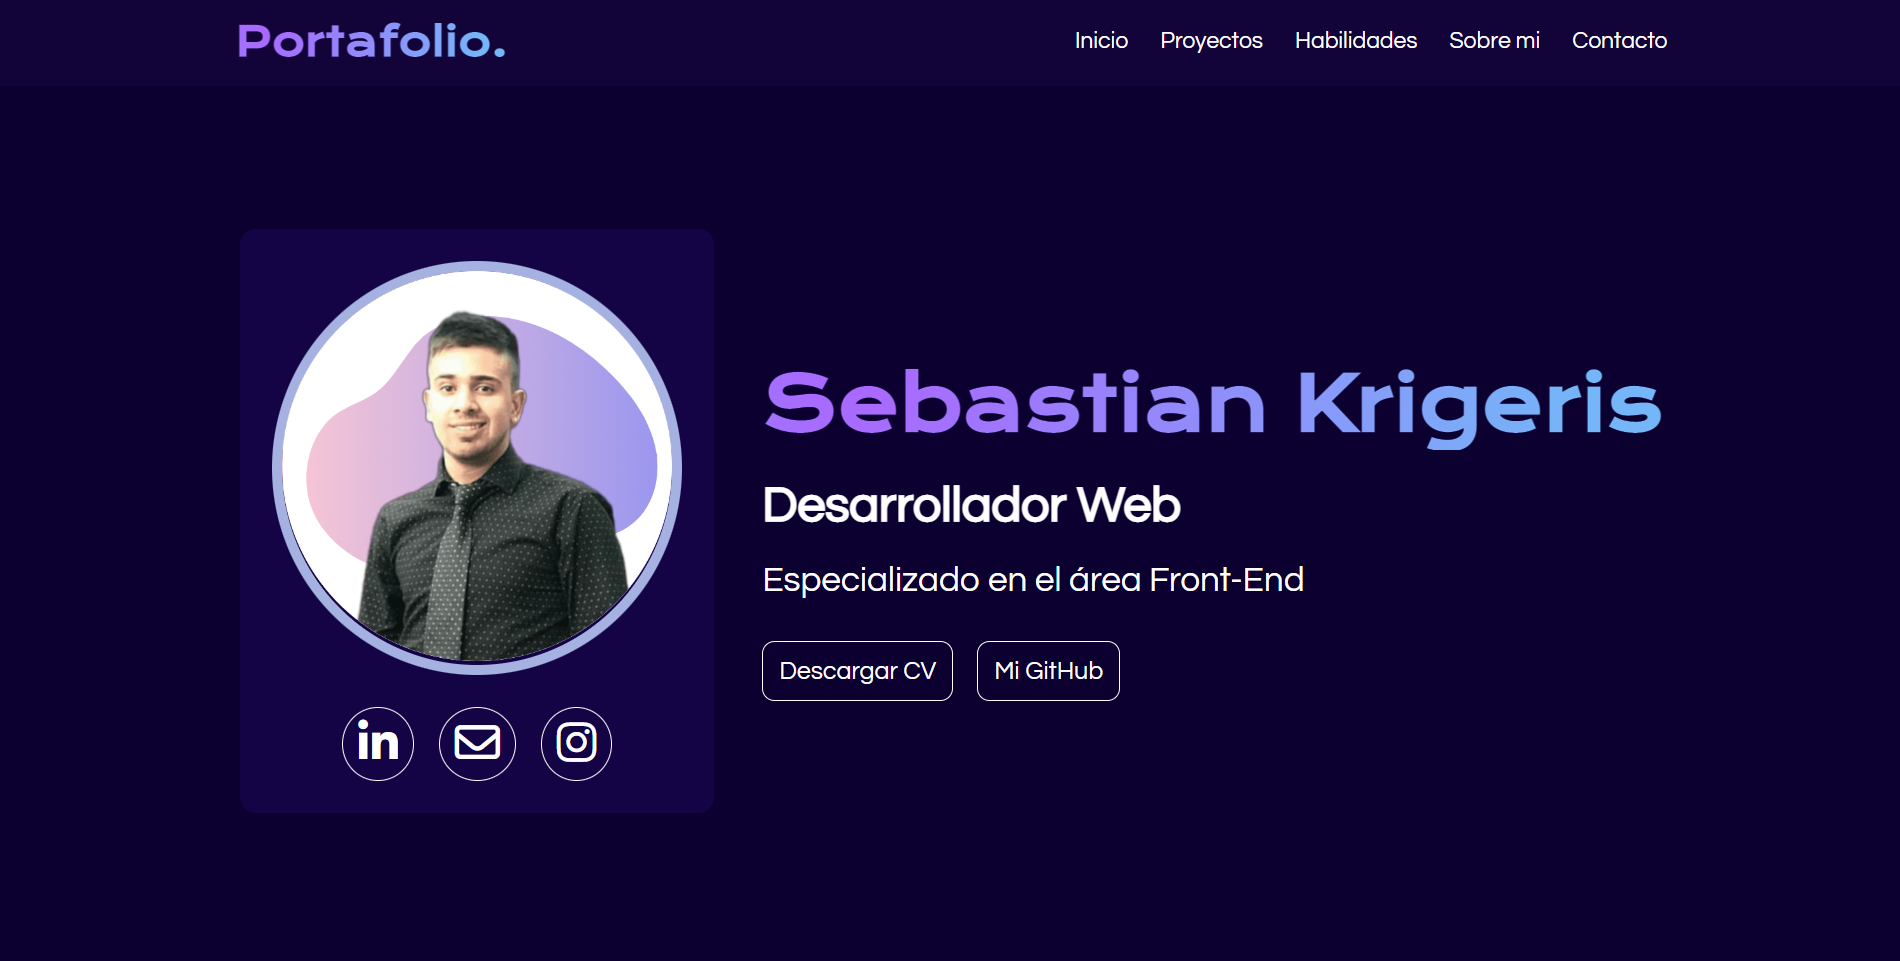 Portafolio.
Inicio Proyectos Habilidades Sobre mi Contacto
Sebastian Krigeris
Desarrollador Web
Especializado en el área Front-End
Descargar CV Mi GitHub
in